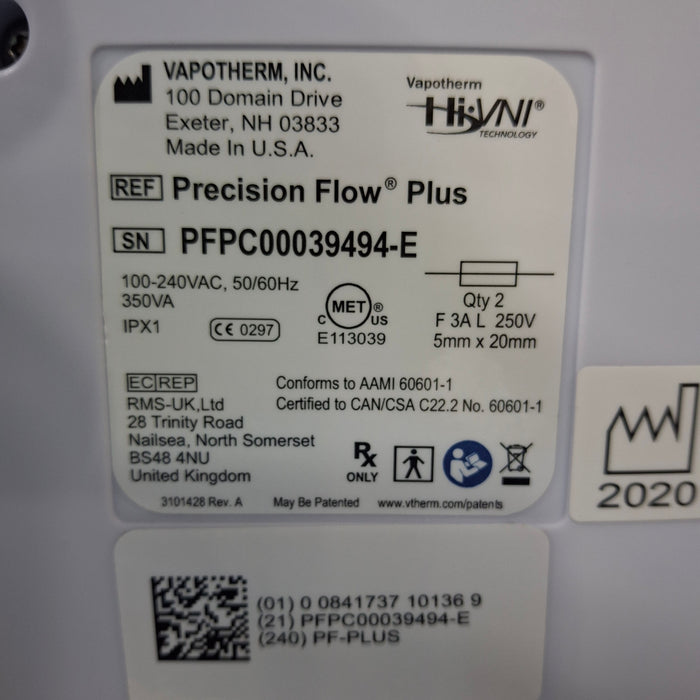 VAPOTHERM, INC.
100 Domain Drive
Exeter, NH 03833
Made In U.S.A.
Vapotherm
Hi-VNI®
TECHNOLOGY
REF Precision Flow® Plus
SN PFPC00039494-E
100-240VAC, 50/60Hz
350VA
IPX1
CE 0297
C MET ® US
E113039
Qty 2
F 3A L 250V
5mm x 20mm
EC REP
RMS-UK,Ltd
28 Trinity Road
Nailsea, North Somerset
BS48 4NU
United Kingdom
Conforms to AAMI 60601-1
Certified to CAN/CSA C22.2 No. 60601-1
Rx
ONLY
3101428 Rev. A May Be Patented www.vtherm.com/patents
2020
(01) 0 0841737 10136 9
(21) PFPC00039494-E
(240) PF-PLUS